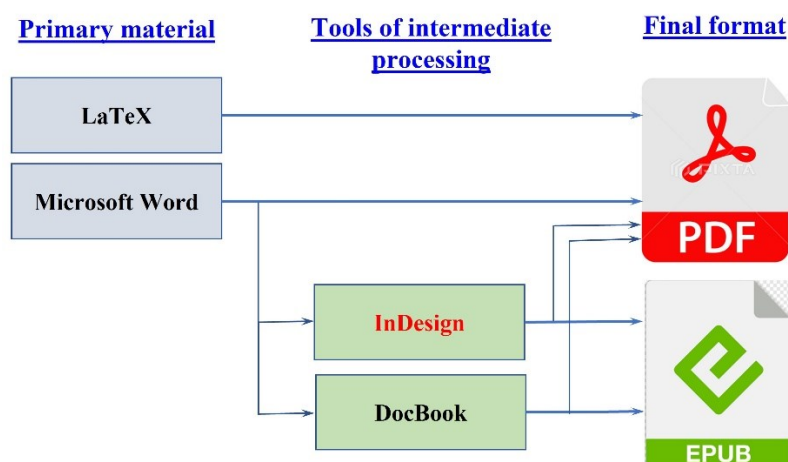 Primary material
Tools of intermediate
processing
Final format
LaTeX
Microsoft Word
PDF
InDesign
DocBook
EPUB